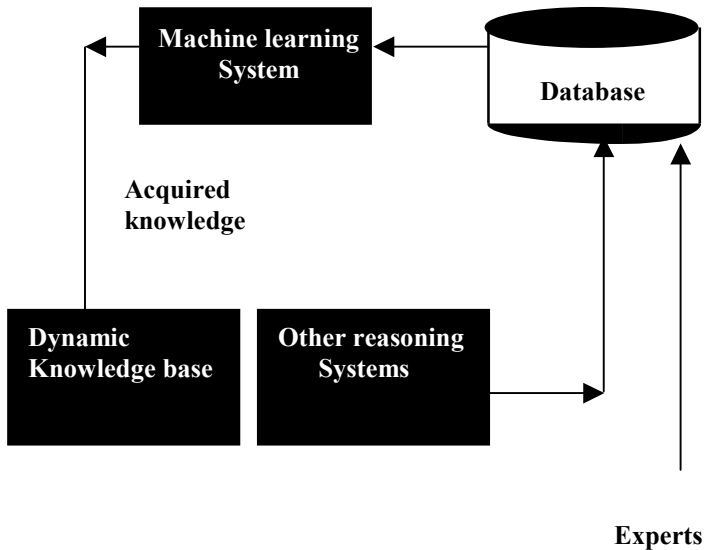 Machine learning
System
Database
Acquired
knowledge
Dynamic
Knowledge base
Other reasoning
Systems
Experts